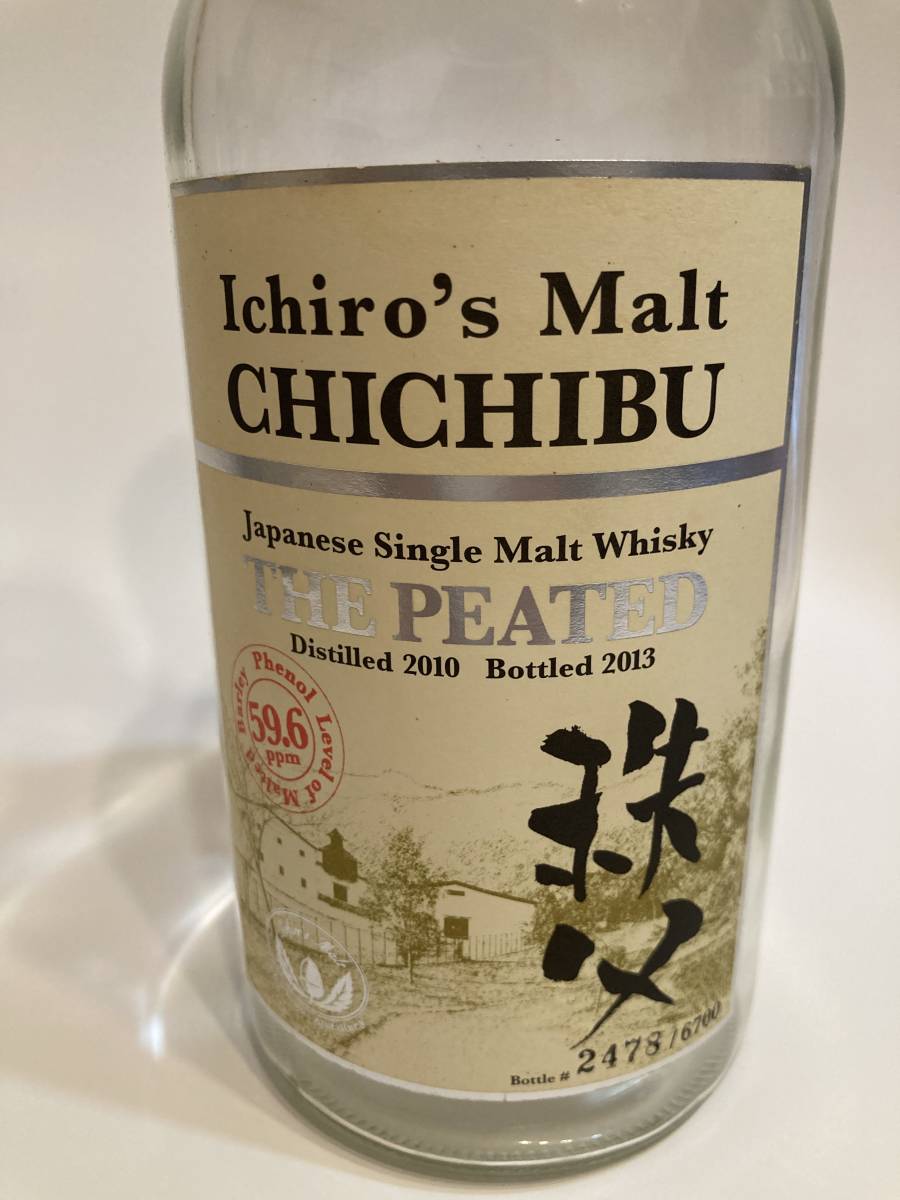 Ichiro's Malt
CHICHIBU
Japanese Single Malt Whisky
THE PEATED
Distilled 2010 Bottled 2013
Phenol Level of Malted Barley
59.6
ppm
秩父
Bottle # 2478/6700